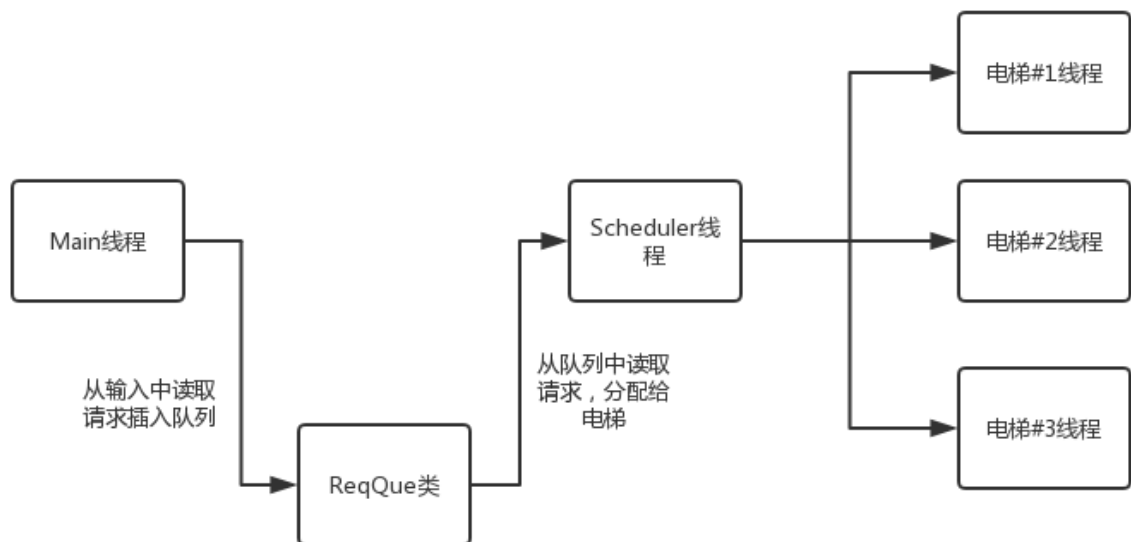 电梯#1线程
Main线程
Scheduler线
程
电梯#2线程
从输入中读取
请求插入队列
从队列中读取
请求，分配给
电梯
电梯#3线程
ReqQue类